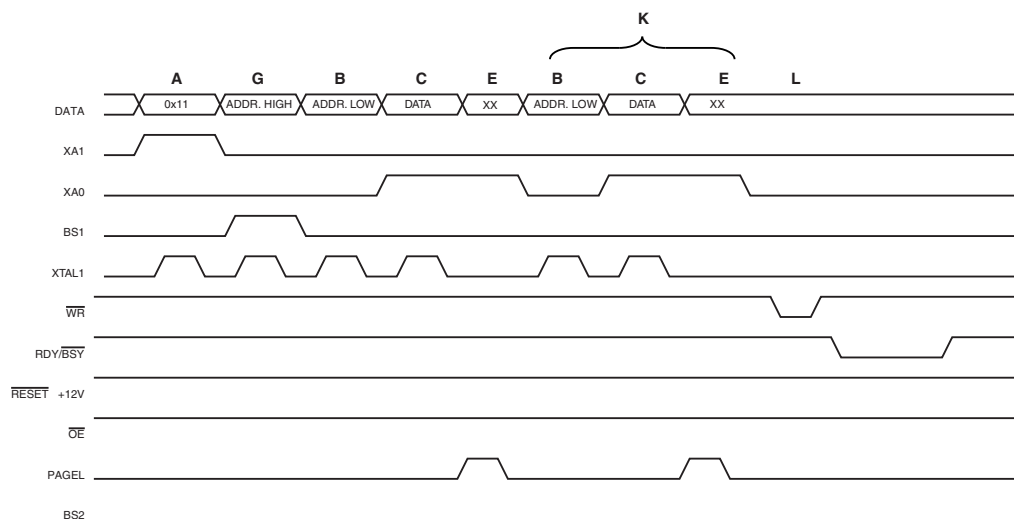 K
A G B C E B C E L
DATA 0x11 ADDR. HIGH ADDR. LOW DATA XX ADDR. LOW DATA XX
XA1
XA0
BS1
XTAL1
WR
RDY/BSY
RESET +12V
OE
PAGEL
BS2